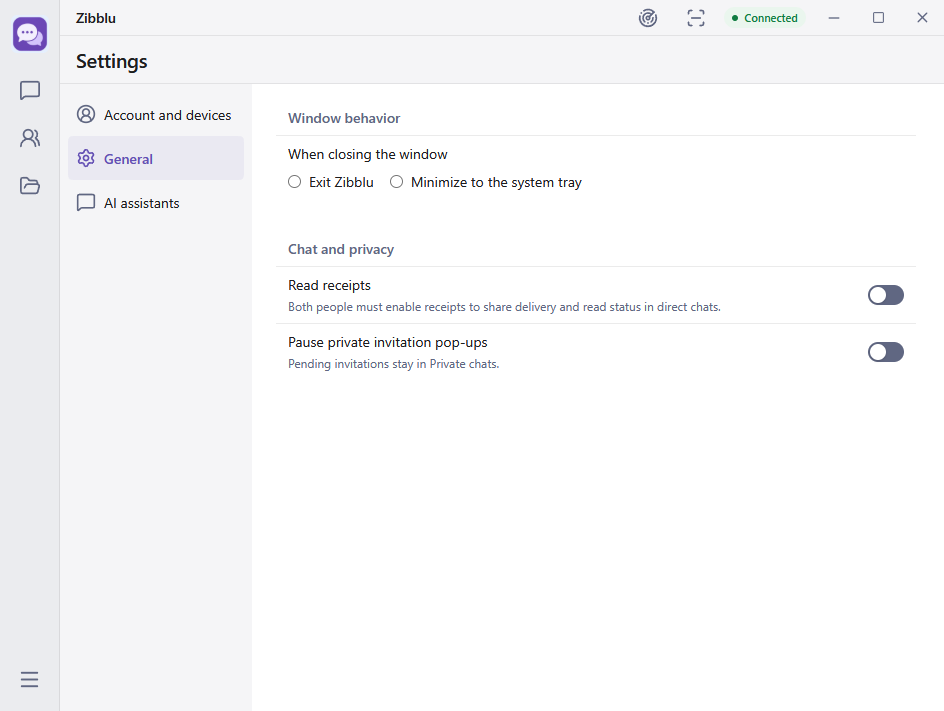 Zibblu
Connected
Settings
Account and devices
General
AI assistants
Window behavior
When closing the window
Exit Zibblu
Minimize to the system tray
Chat and privacy
Read receipts
Both people must enable receipts to share delivery and read status in direct chats.
Pause private invitation pop-ups
Pending invitations stay in Private chats.